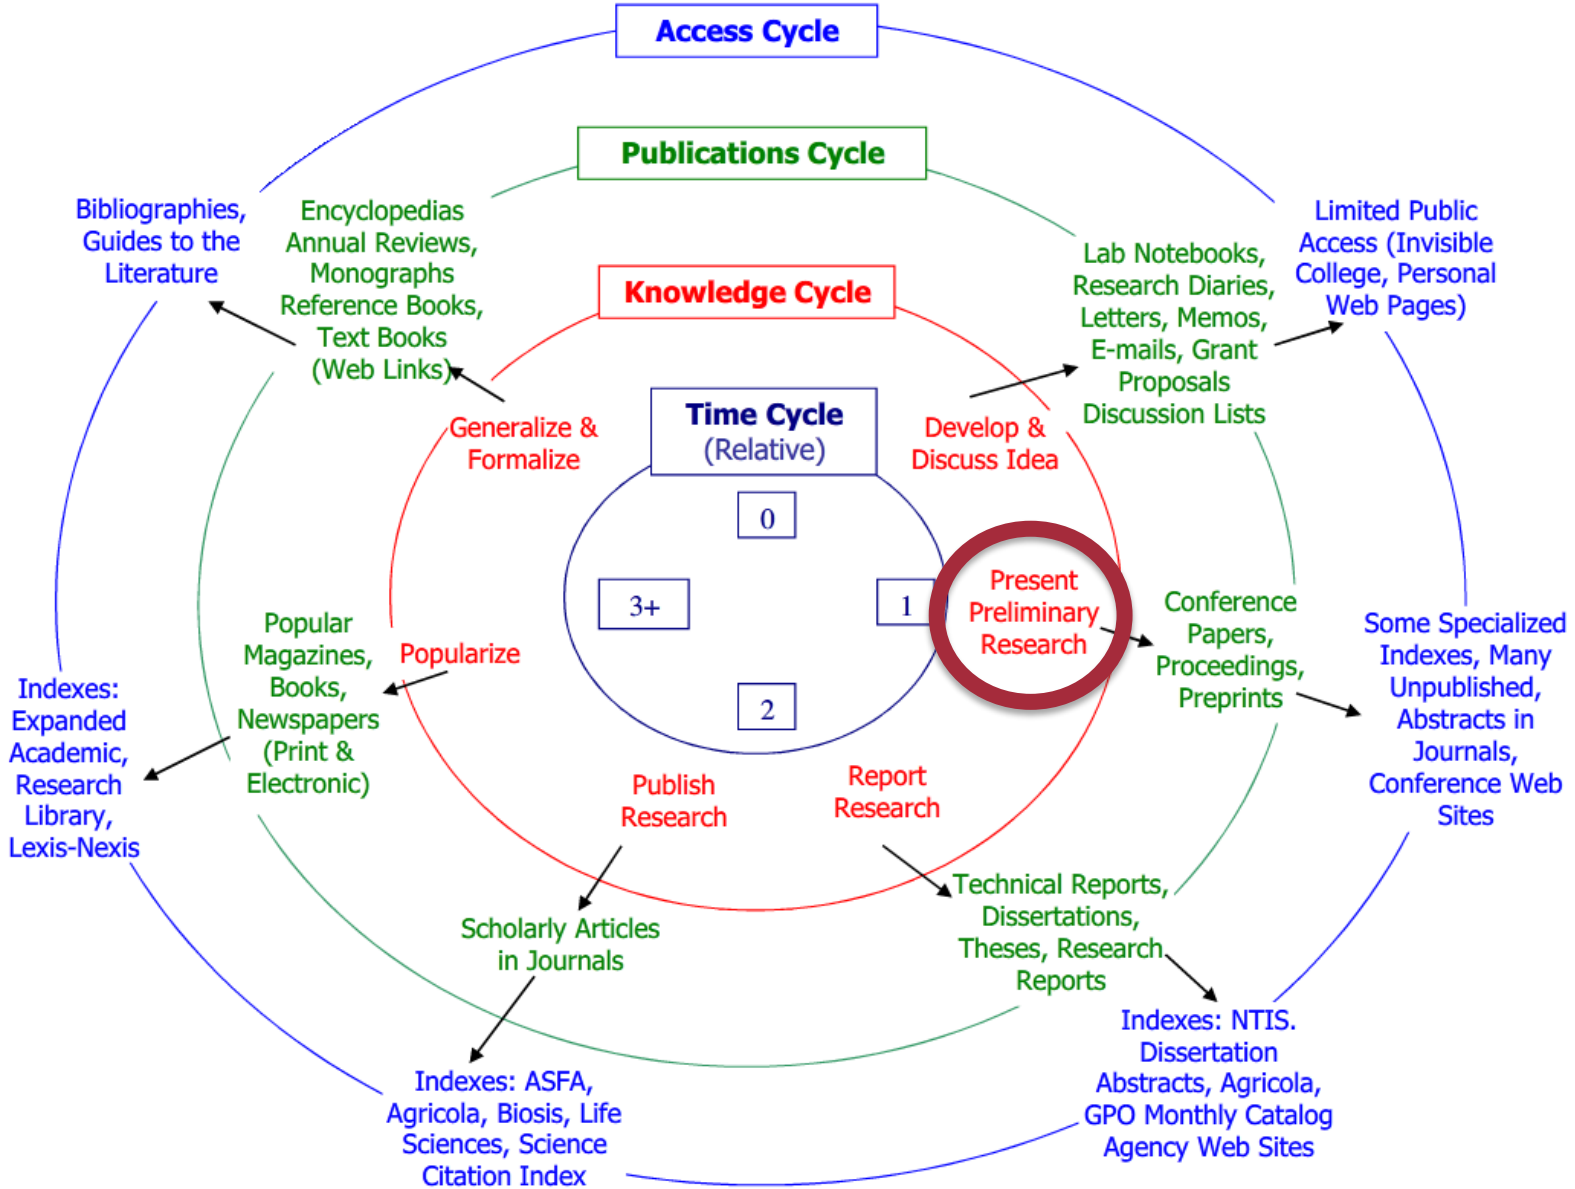 Access Cycle
Publications Cycle
Knowledge Cycle
Time Cycle
(Relative)
0
1
2
3+
Develop &
Discuss Idea
Present
Preliminary
Research
Report
Research
Publish
Research
Popularize
Generalize &
Formalize
Lab Notebooks,
Research Diaries,
Letters, Memos,
E-mails, Grant
Proposals
Discussion Lists
Conference
Papers,
Proceedings,
Preprints
Technical Reports,
Dissertations,
Theses, Research
Reports
Scholarly Articles
in Journals
Popular
Magazines,
Books,
Newspapers
(Print &
Electronic)
Encyclopedias
Annual Reviews,
Monographs
Reference Books,
Text Books
(Web Links)
Limited Public
Access (Invisible
College, Personal
Web Pages)
Some Specialized
Indexes, Many
Unpublished,
Abstracts in
Journals,
Conference Web
Sites
Indexes: NTIS.
Dissertation
Abstracts, Agricola,
GPO Monthly Catalog
Agency Web Sites
Indexes: ASFA,
Agricola, Biosis, Life
Sciences, Science
Citation Index
Indexes:
Expanded
Academic,
Research
Library,
Lexis-Nexis
Bibliographies,
Guides to the
Literature